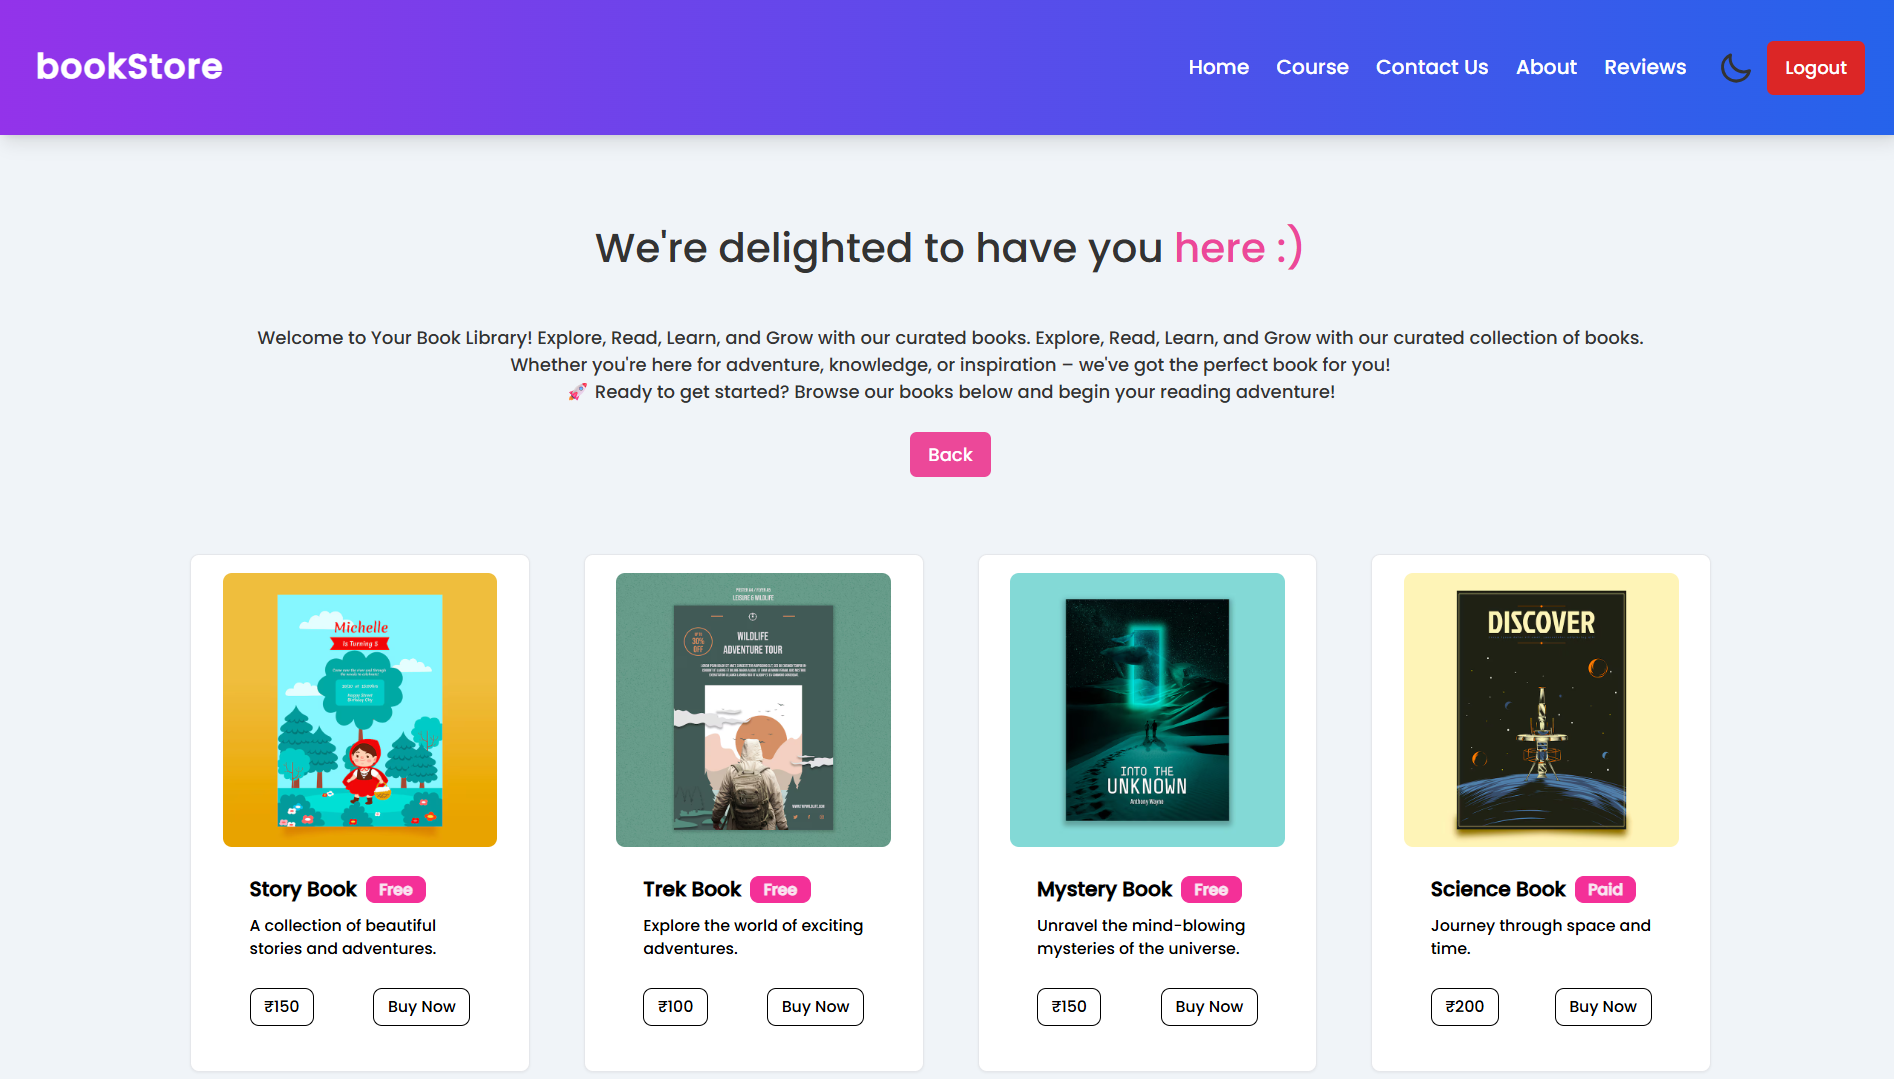 bookStore
Home Course Contact Us About Reviews Logout
We're delighted to have you here :)
Welcome to Your Book Library! Explore, Read, Learn, and Grow with our curated books. Explore, Read, Learn, and Grow with our curated collection of books.
Whether you're here for adventure, knowledge, or inspiration – we've got the perfect book for you!
🚀 Ready to get started? Browse our books below and begin your reading adventure!
Back
Michelle
Is Turning 5
LEISURE & WILDLIFE
30%
OFF
WILDLIFE
ADVENTURE TOUR
INTO THE
UNKNOWN
Anthony Wayne
DISCOVER
Story Book Free
A collection of beautiful
stories and adventures.
₹150 Buy Now
Trek Book Free
Explore the world of exciting
adventures.
₹100 Buy Now
Mystery Book Free
Unravel the mind-blowing
mysteries of the universe.
₹150 Buy Now
Science Book Paid
Journey through space and
time.
₹200 Buy Now